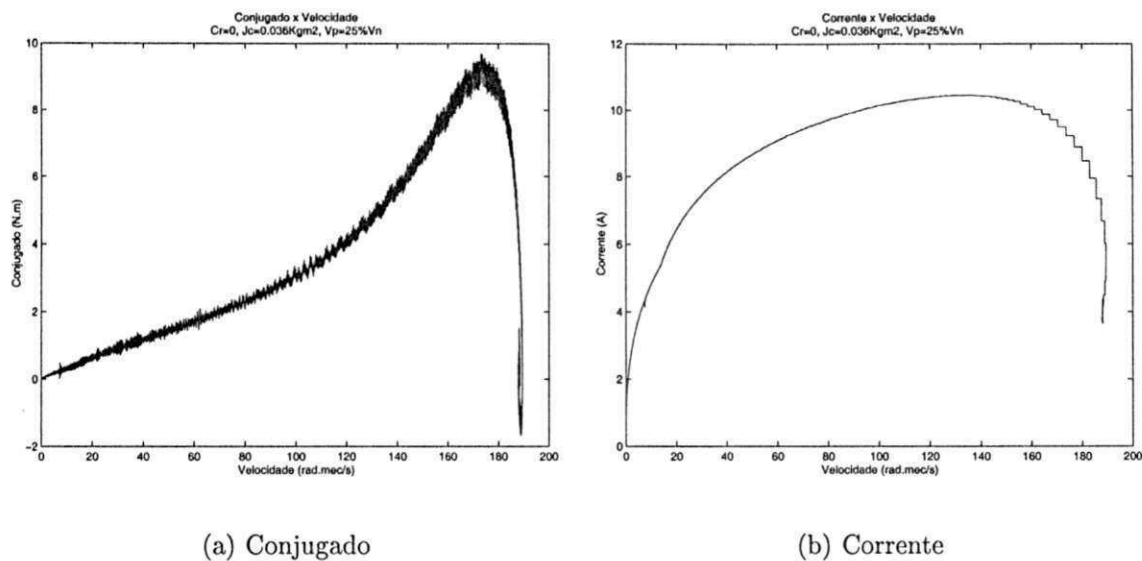 Conjugado x Velocidade
Cr=0, Jc=0.036Kgm2, Vp=25%Vn
10
8
6
4
2
0
−2
Conjugado (N.m)
0 20 40 60 80 100 120 140 160 180 200
Velocidade (rad.mec/s)
(a) Conjugado
Corrente x Velocidade
Cr=0, Jc=0.036Kgm2, Vp=25%Vn
12
10
8
6
4
2
0
Corrente (A)
0 20 40 60 80 100 120 140 160 180 200
Velocidade (rad.mec/s)
(b) Corrente